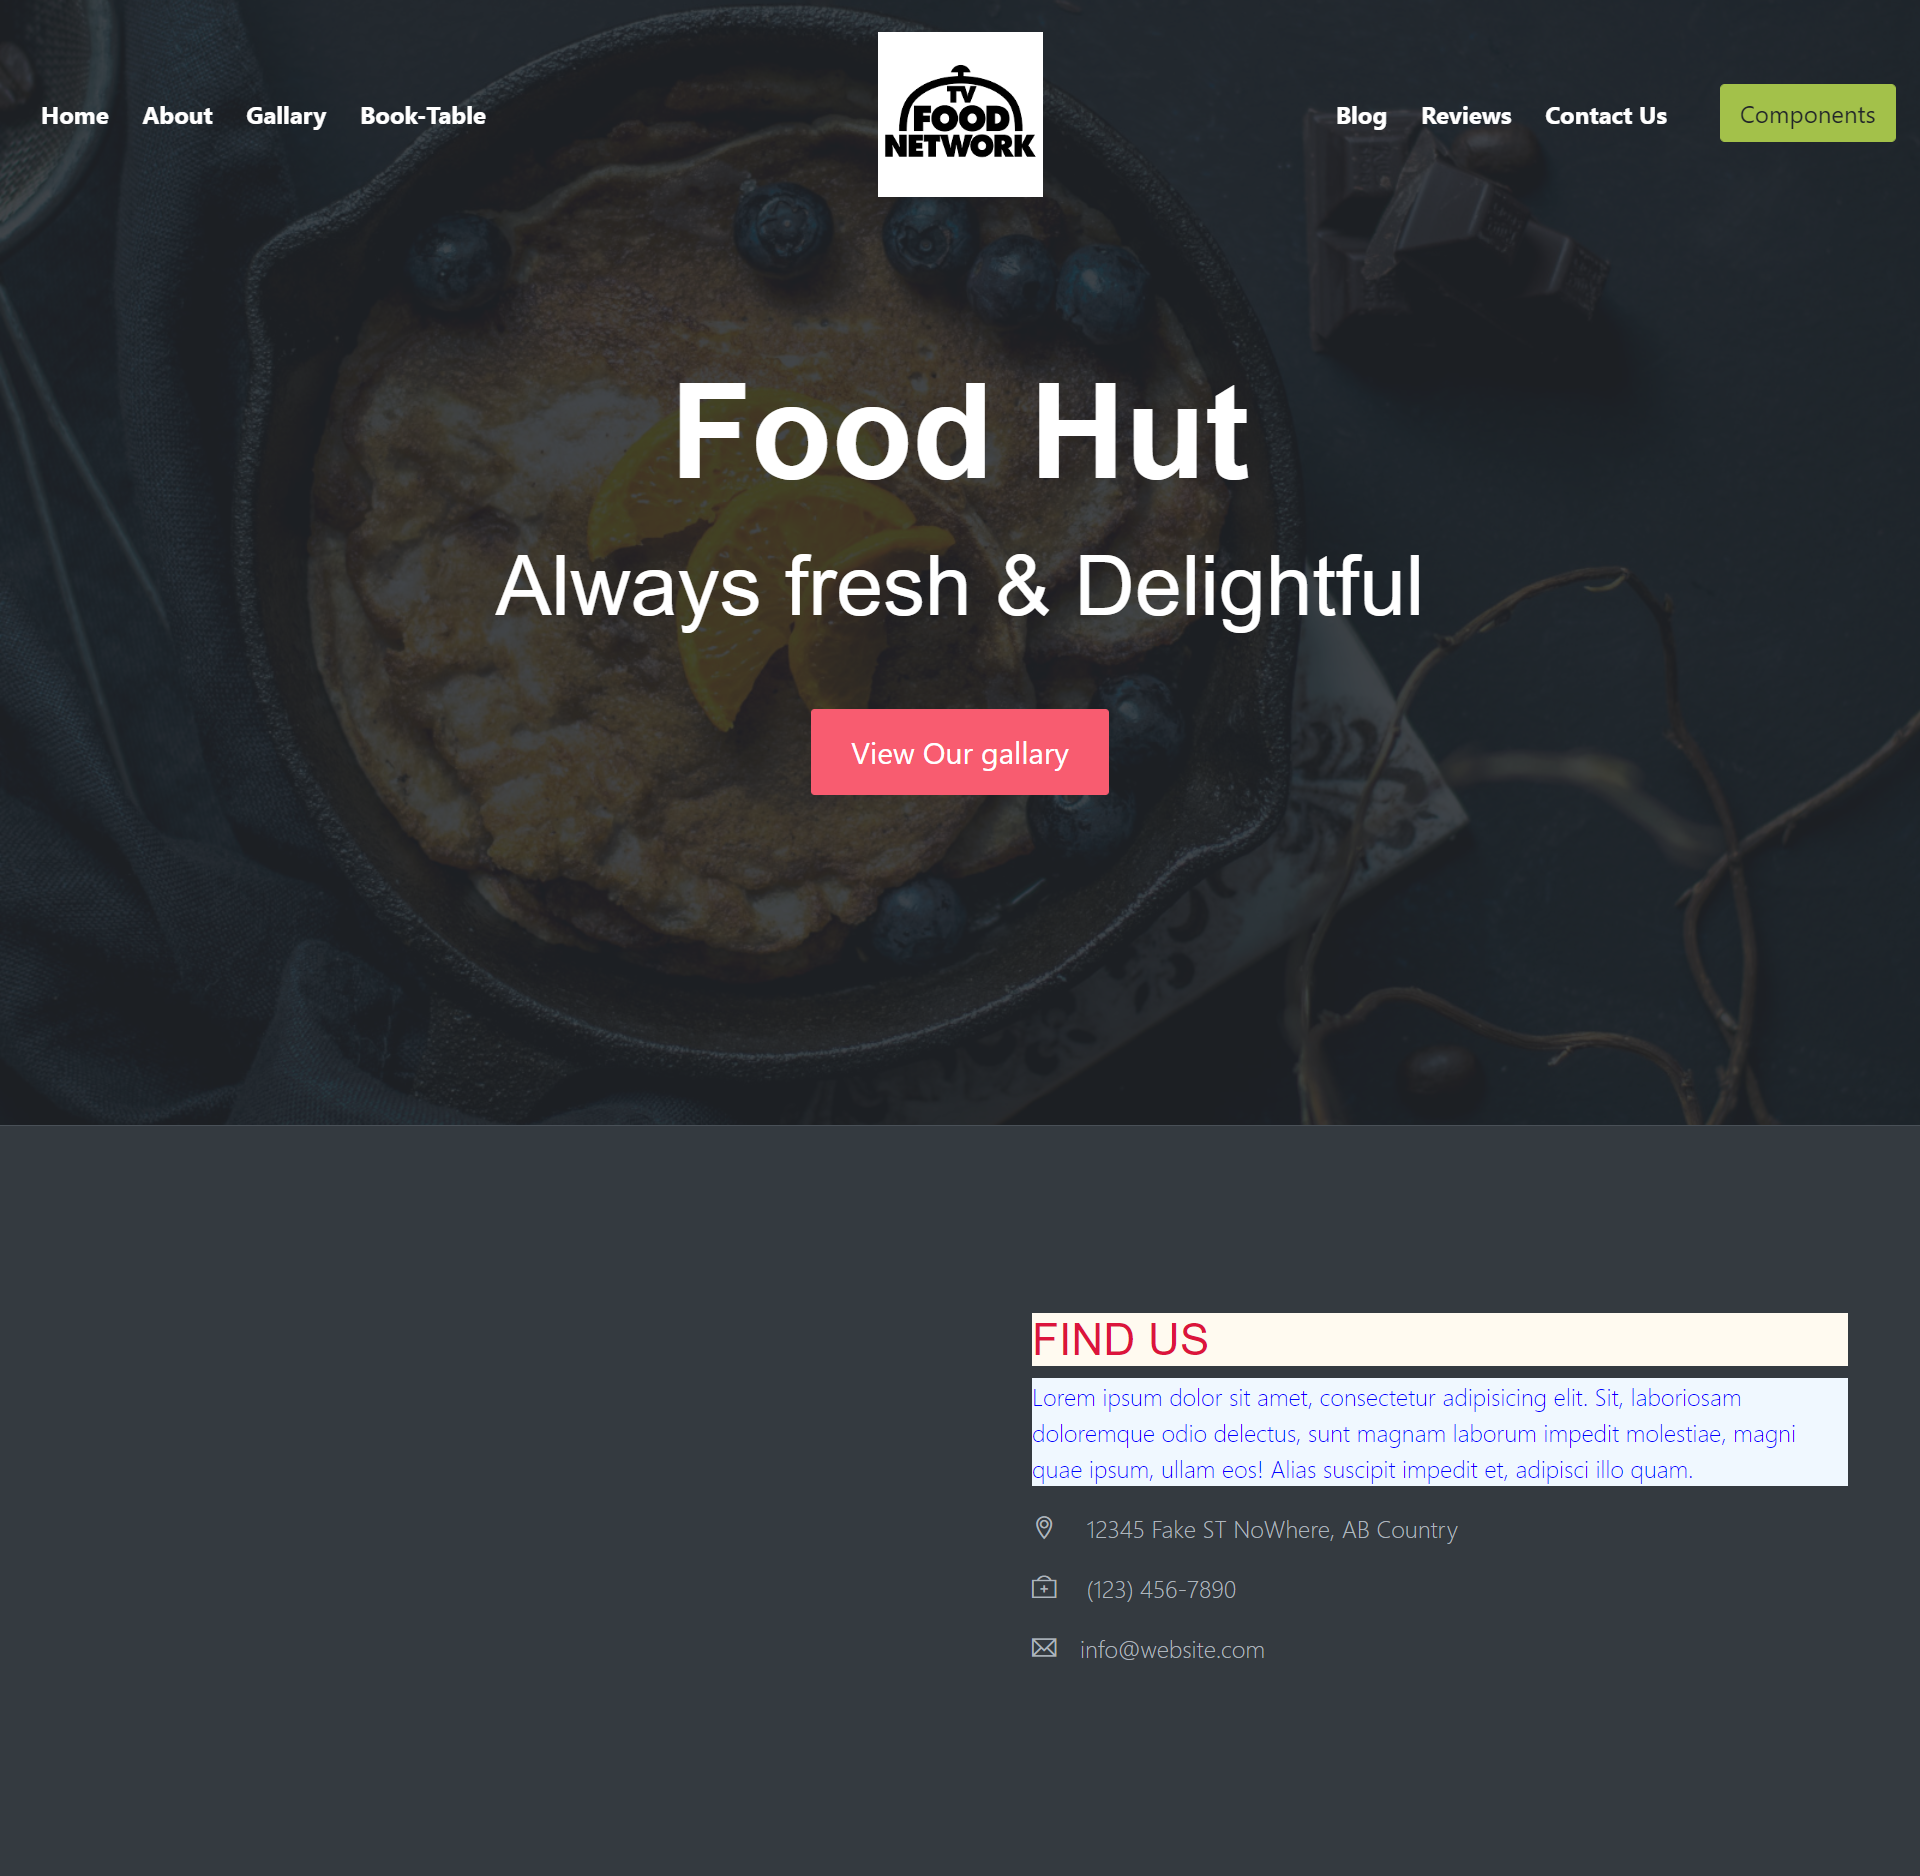 Home About Gallary Book-Table
TV
FOOD
NETWORK
Blog Reviews Contact Us Components
Food Hut
Always fresh & Delightful
View Our gallary
FIND US
Lorem ipsum dolor sit amet, consectetur adipisicing elit. Sit, laboriosam
doloremque odio delectus, sunt magnam laborum impedit molestiae, magni
quae ipsum, ullam eos! Alias suscipit impedit et, adipisci illo quam.
12345 Fake ST NoWhere, AB Country
(123) 456-7890
info@website.com